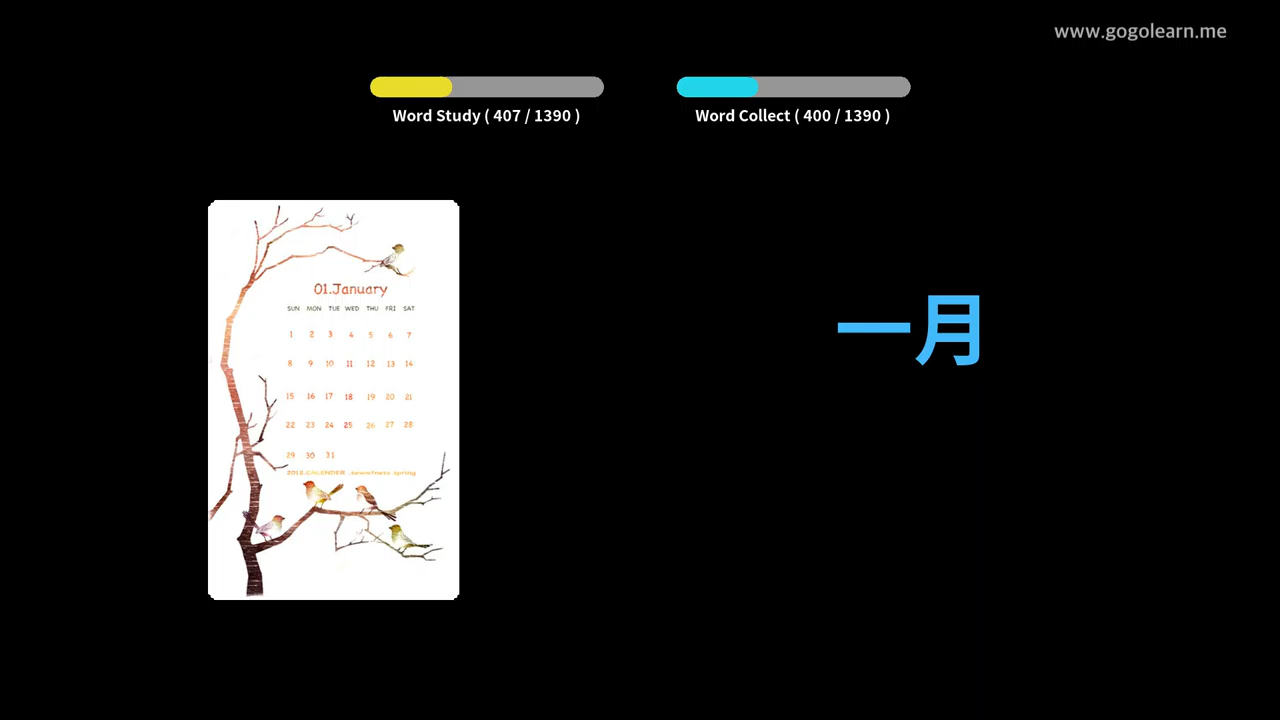 www.gogolearn.me
Word Study ( 407 / 1390 )
Word Collect ( 400 / 1390 )
01.January
SUN MON TUE WED THU FRI SAT
1 2 3 4 5 6 7
8 9 10 11 12 13 14
15 16 17 18 19 20 21
22 23 24 25 26 27 28
29 30 31
CALENDER spring
一月